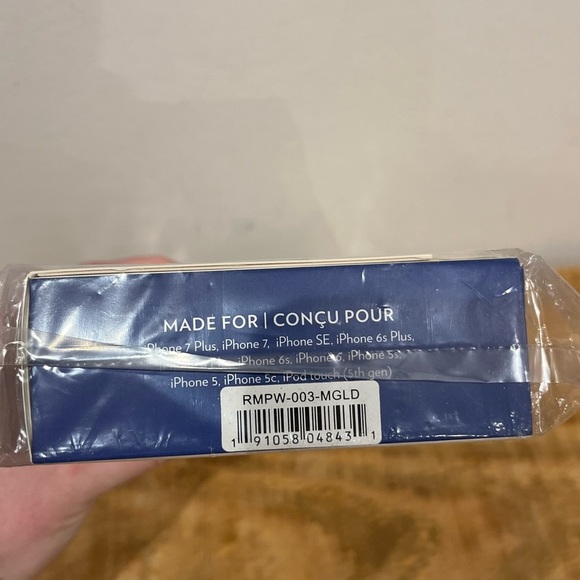 MADE FOR | CONÇU POUR
iPhone 7 Plus, iPhone 7, iPhone SE, iPhone 6s Plus,
iPhone 6s, iPhone 6, iPhone 5s,
iPhone 5, iPhone 5c, iPod touch (5th gen)
RMPW-003-MGLD
1 91058 04843 1